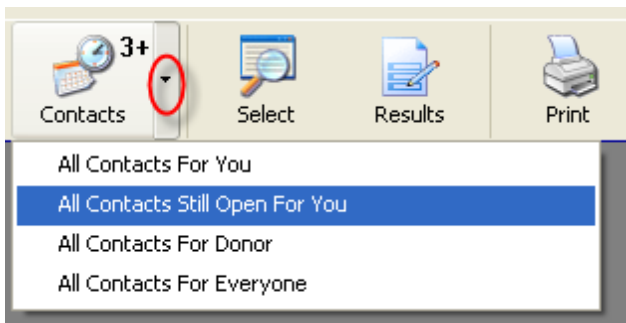 3+
Contacts
Select
Results
Print
All Contacts For You
All Contacts Still Open For You
All Contacts For Donor
All Contacts For Everyone